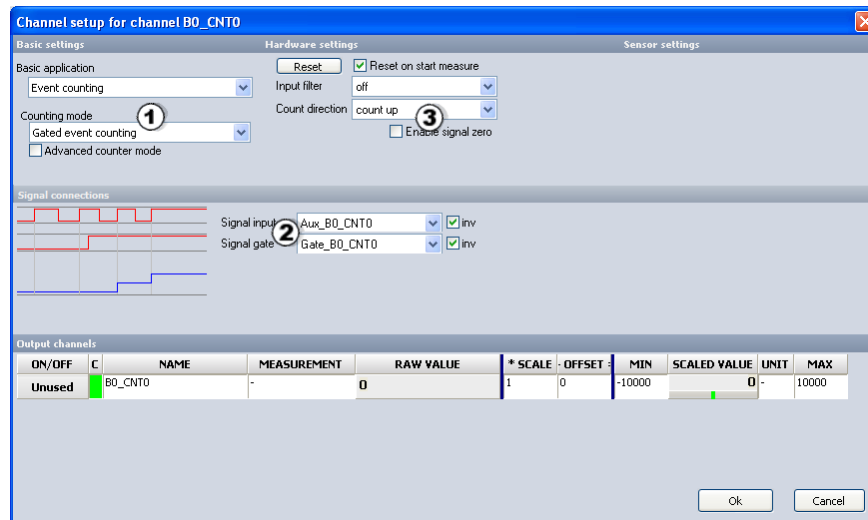 Channel setup for channel B0_CNT0
Basic settings
Hardware settings
Sensor settings
Basic application
Event counting
Counting mode
1
Gated event counting
Advanced counter mode
Reset
Reset on start measure
Input filter
off
Count direction
count up
3
Enable signal zero
Signal connections
Signal input
2
Aux_B0_CNT0
inv
Signal gate
Gate_B0_CNT0
inv
Output channels
ON/OFF C NAME MEASUREMENT RAW VALUE * SCALE - OFFSET = MIN SCALED VALUE UNIT MAX
Unused B0_CNT0 - 0 1 0 -10000 0 - 10000
Ok
Cancel